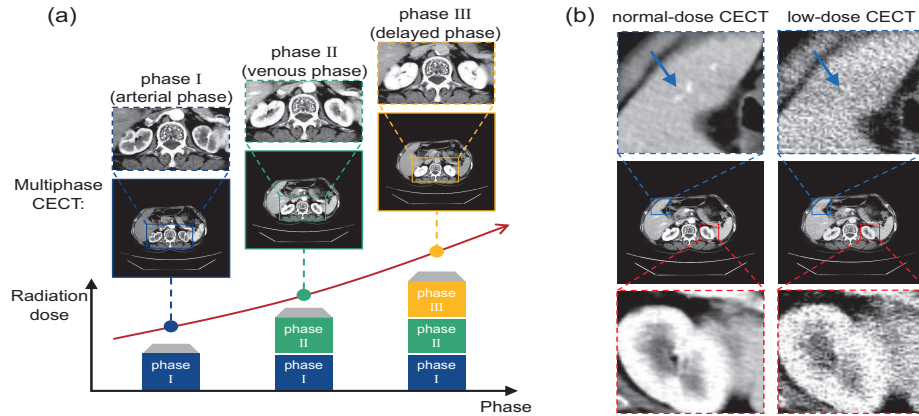 (a)
phase III
(delayed phase)
phase II
(venous phase)
phase I
(arterial phase)
Multiphase
CECT:
Radiation
dose
phase
I
phase
II
phase
I
phase
III
phase
II
phase
I
Phase
(b)
normal-dose CECT
low-dose CECT